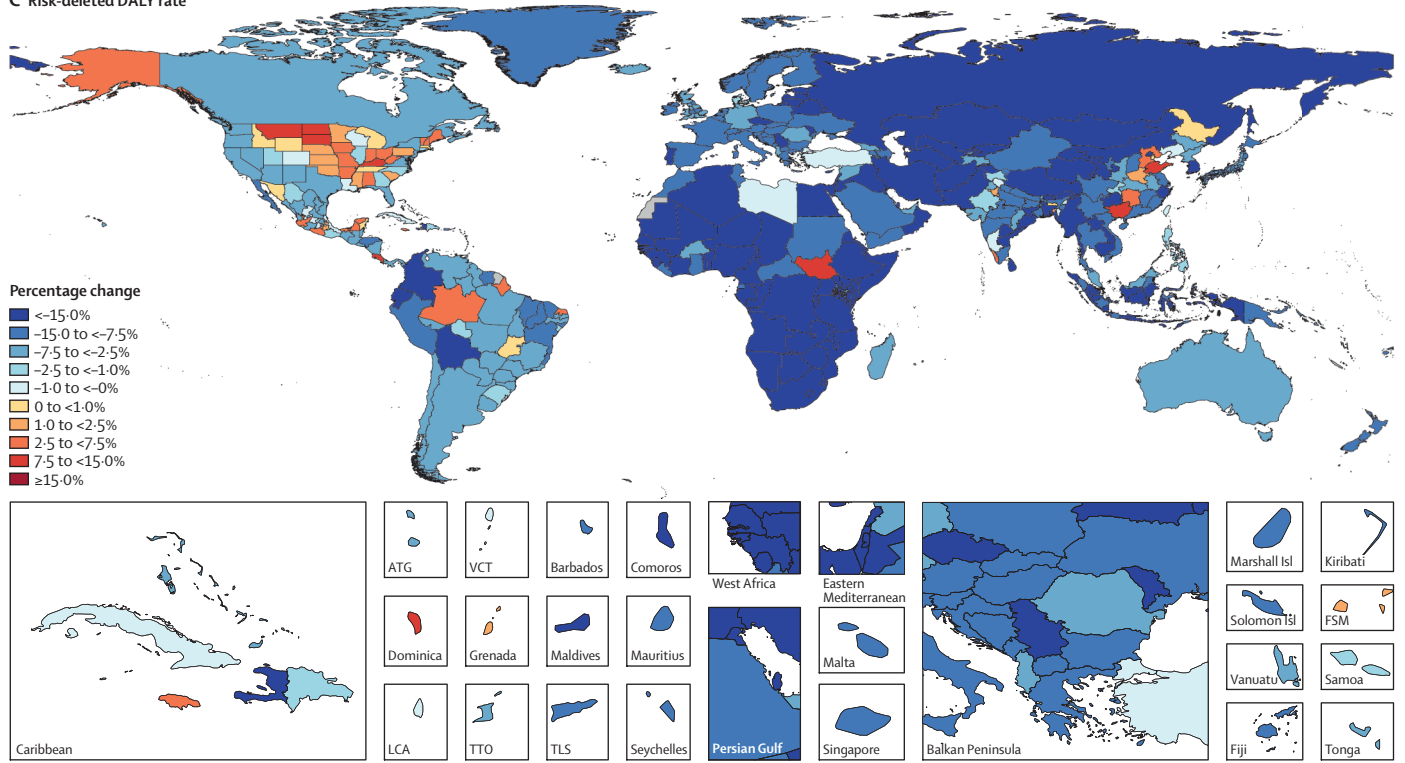 C Risk-deleted DALY rate
Percentage change
<–15·0%
–15·0 to <–7·5%
–7·5 to <–2·5%
–2·5 to <–1·0%
–1·0 to <–0%
0 to <1·0%
1·0 to <2·5%
2·5 to <7·5%
7·5 to <15·0%
≥15·0%
Caribbean
ATG
VCT
Barbados
Comoros
Dominica
Grenada
Maldives
Mauritius
LCA
TTO
TLS
Seychelles
West Africa
Eastern
Mediterranean
Persian Gulf
Malta
Singapore
Balkan Peninsula
Marshall Isl
Kiribati
Solomon Isl
FSM
Vanuatu
Samoa
Fiji
Tonga